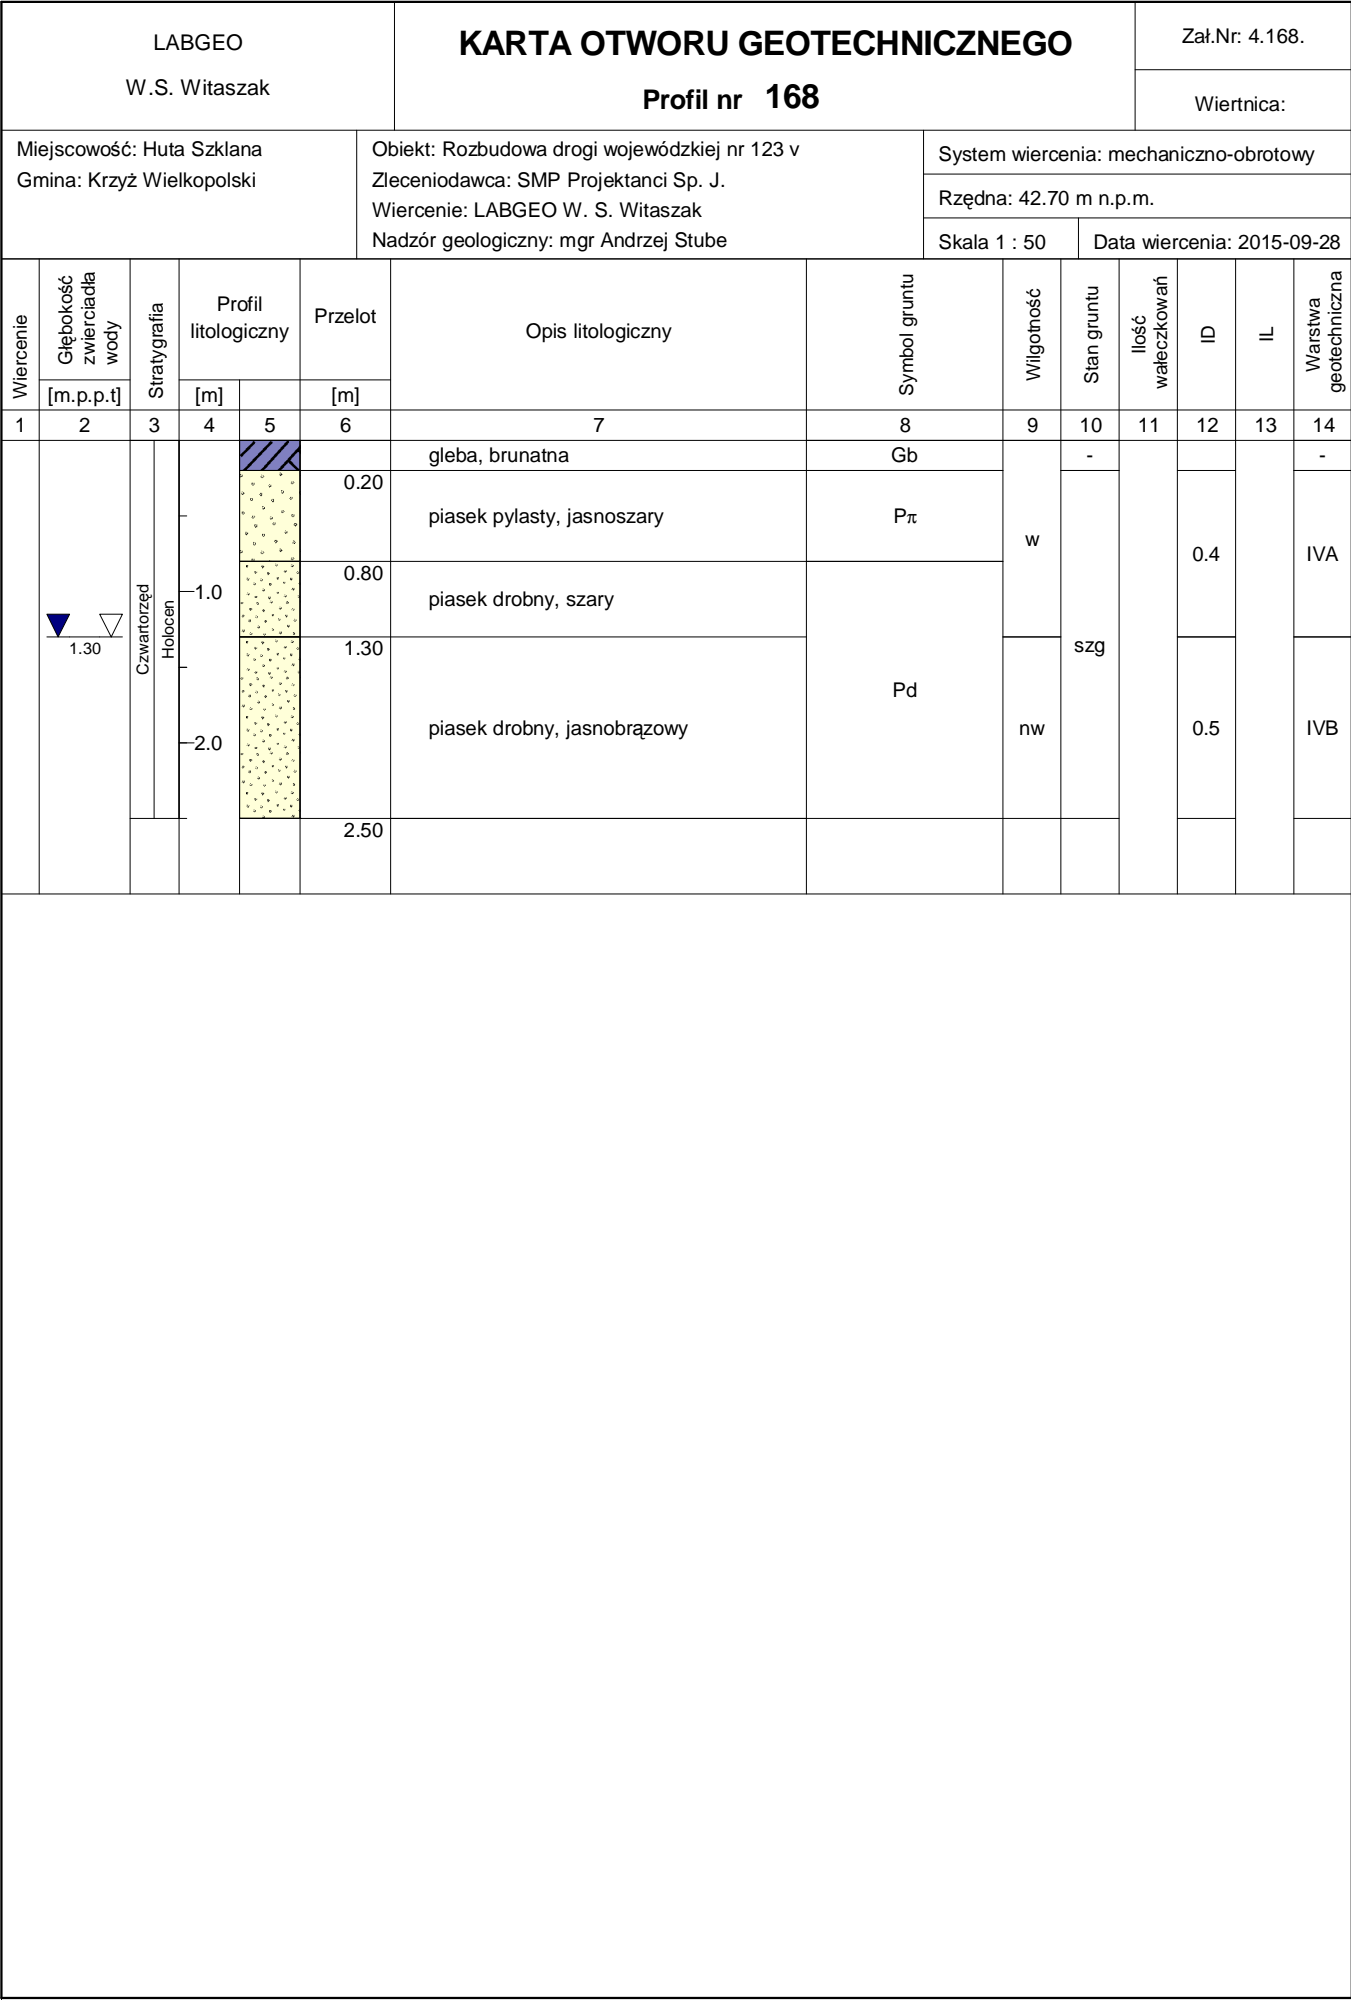 LABGEO
W.S. Witaszak
KARTA OTWORU GEOTECHNICZNEGO
Profil nr 168
Zał.Nr: 4.168.
Wiertnica:
Miejscowość: Huta Szklana
Gmina: Krzyż Wielkopolski
Obiekt: Rozbudowa drogi wojewódzkiej nr 123 v
Zleceniodawca: SMP Projektanci Sp. J.
Wiercenie: LABGEO W. S. Witaszak
Nadzór geologiczny: mgr Andrzej Stube
System wiercenia: mechaniczno-obrotowy
Rzędna: 42.70 m n.p.m.
Skala 1 : 50
Data wiercenia: 2015-09-28
Wiercenie
Głębokość
zwierciadła
wody
[m.p.p.t]
Stratygrafia
Profil
litologiczny
[m]
Przelot
[m]
Opis litologiczny
Symbol gruntu
Wilgotność
Stan gruntu
Ilość
wałeczkowań
ID
IL
Warstwa
geotechniczna
1 2 3 4 5 6 7 8 9 10 11 12 13 14
gleba, brunatna Gb - -
0.20
piasek pylasty, jasnoszary Pπ
w
0.4 IVA
0.80
1.0
piasek drobny, szary
1.30
Czwartorzęd
Holocen
1.30
szg
Pd
2.0
piasek drobny, jasnobrązowy nw 0.5 IVB
2.50